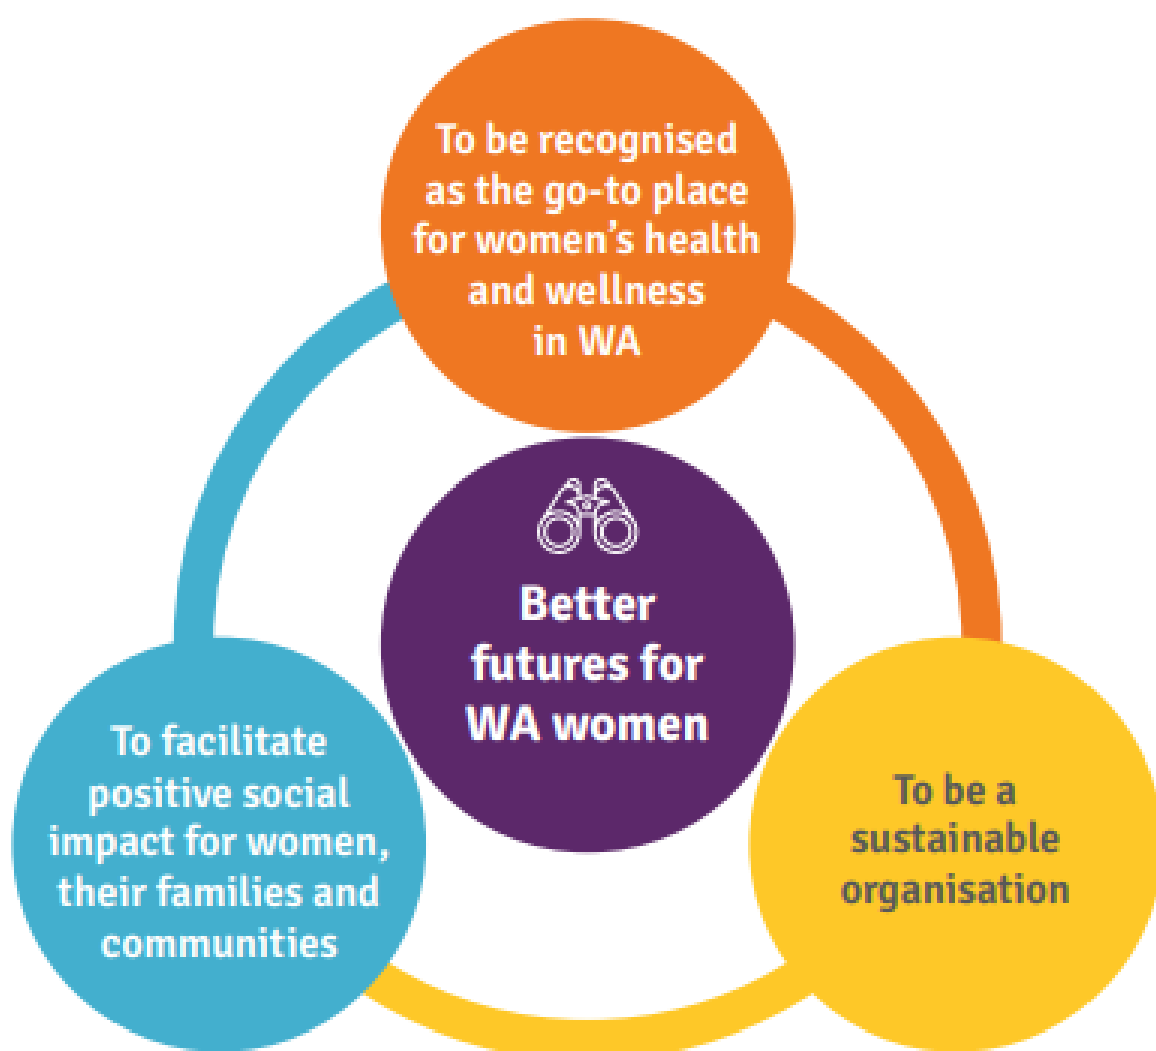 To be recognised
as the go-to place
for women’s health
and wellness
in WA
Better
futures for
WA women
To facilitate
positive social
impact for women,
their families and
communities
To be a
sustainable
organisation